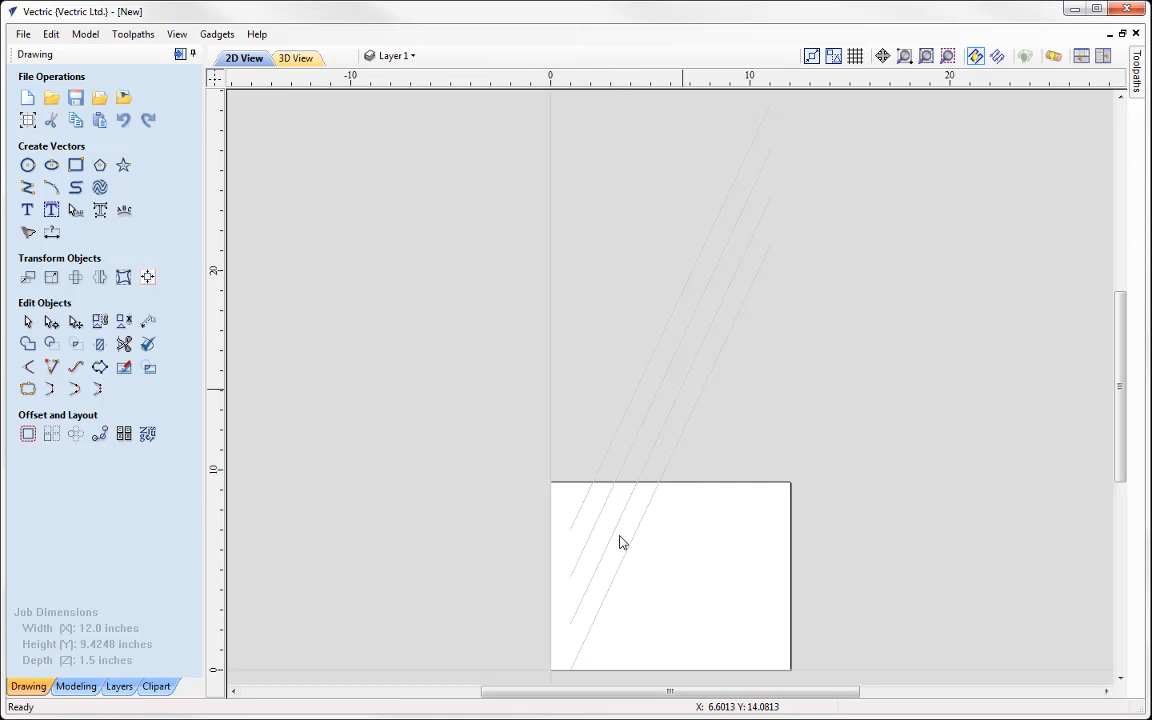 Vectric {Vectric Ltd.} - [New]
File Edit Model Toolpaths View Gadgets Help
Drawing
2D View 3D View Layer 1
Toolpaths
-10 0 10 20
20
10
0
File Operations
Create Vectors
Transform Objects
Edit Objects
Offset and Layout
Job Dimensions
Width (X): 12.0 inches
Height (Y): 9.4248 inches
Depth (Z): 1.5 inches
Drawing Modeling Layers Clipart
Ready
X: 6.6013 Y: 14.0813